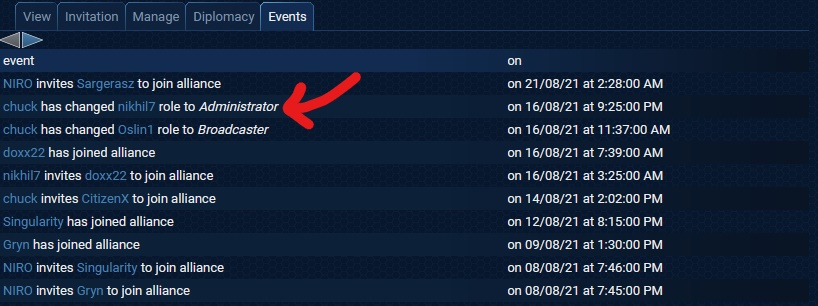 View Invitation Manage Diplomacy Events
event on
NIRO invites Sargerasz to join alliance on 21/08/21 at 2:28:00 AM
chuck has changed nikhil7 role to Administrator on 16/08/21 at 9:25:00 PM
chuck has changed Oslin1 role to Broadcaster on 16/08/21 at 11:37:00 AM
doxx22 has joined alliance on 16/08/21 at 7:39:00 AM
nikhil7 invites doxx22 to join alliance on 16/08/21 at 3:25:00 AM
chuck invites CitizenX to join alliance on 14/08/21 at 2:02:00 PM
Singularity has joined alliance on 12/08/21 at 8:15:00 PM
Gryn has joined alliance on 09/08/21 at 1:30:00 PM
NIRO invites Singularity to join alliance on 08/08/21 at 7:46:00 PM
NIRO invites Gryn to join alliance on 08/08/21 at 7:45:00 PM